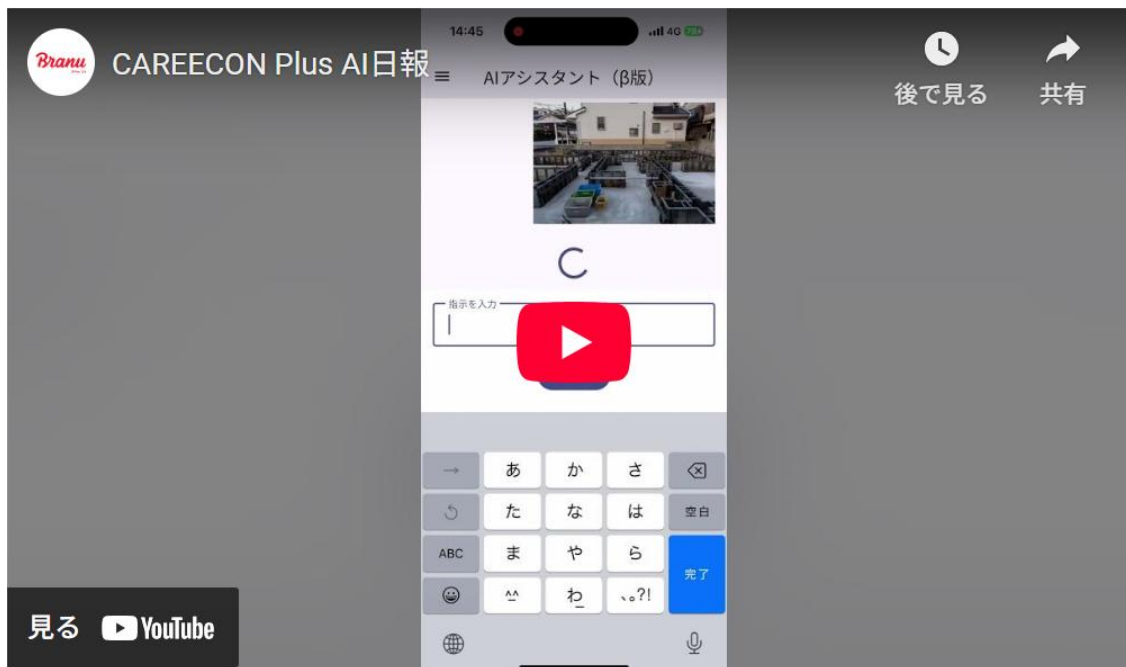 Branu
CAREECON Plus AI日報
後で見る
共有
14:45
4G
AIアシスタント（β版）
指示を入力
→ あ か さ
た な は 空白
ABC ま や ら 完了
^^ わ_ 、。?!
見る YouTube